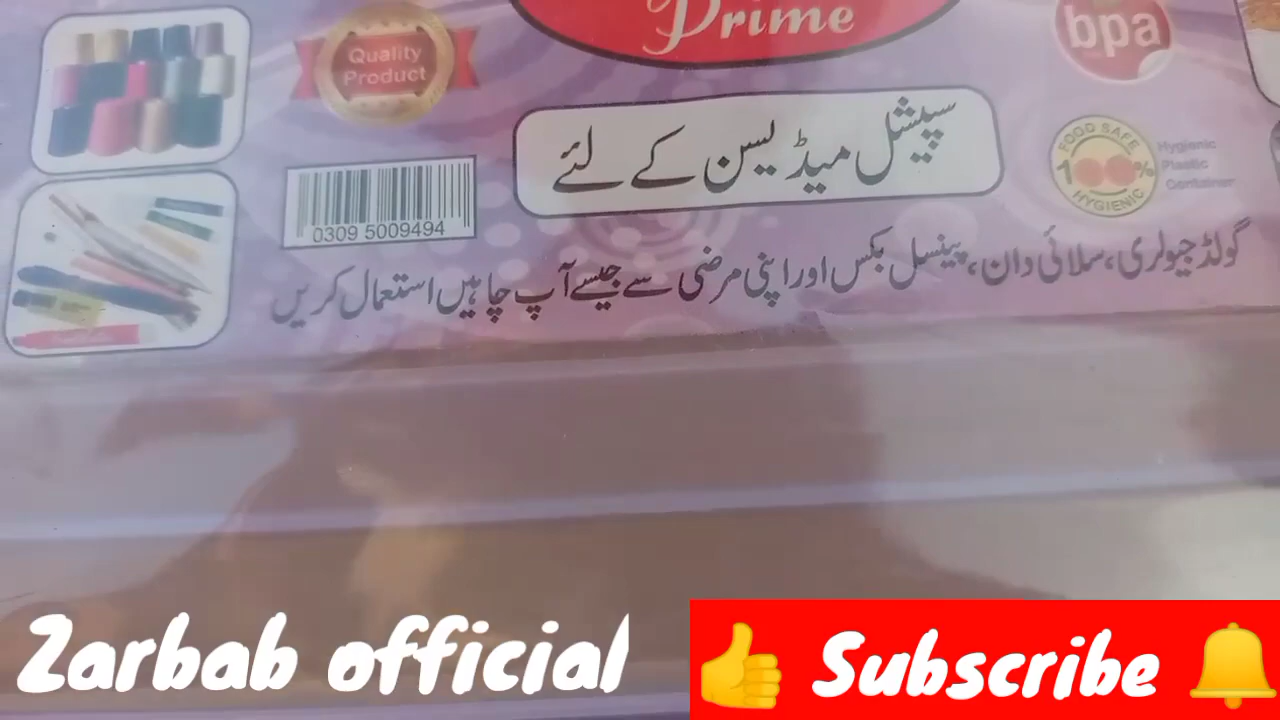 Prime
Quality
Product
bpa
سپیشل میڈیسن کے لئے
FOOD SAFE
100%
HYGIENIC
Hygienic
Plastic
Container
0309 5009494
گولڈ جیولری، سلائی دان، پینسل بکس اور اپنی مرضی سے جیسے آپ چاہیں استعمال کریں
Zarbab official
Subscribe